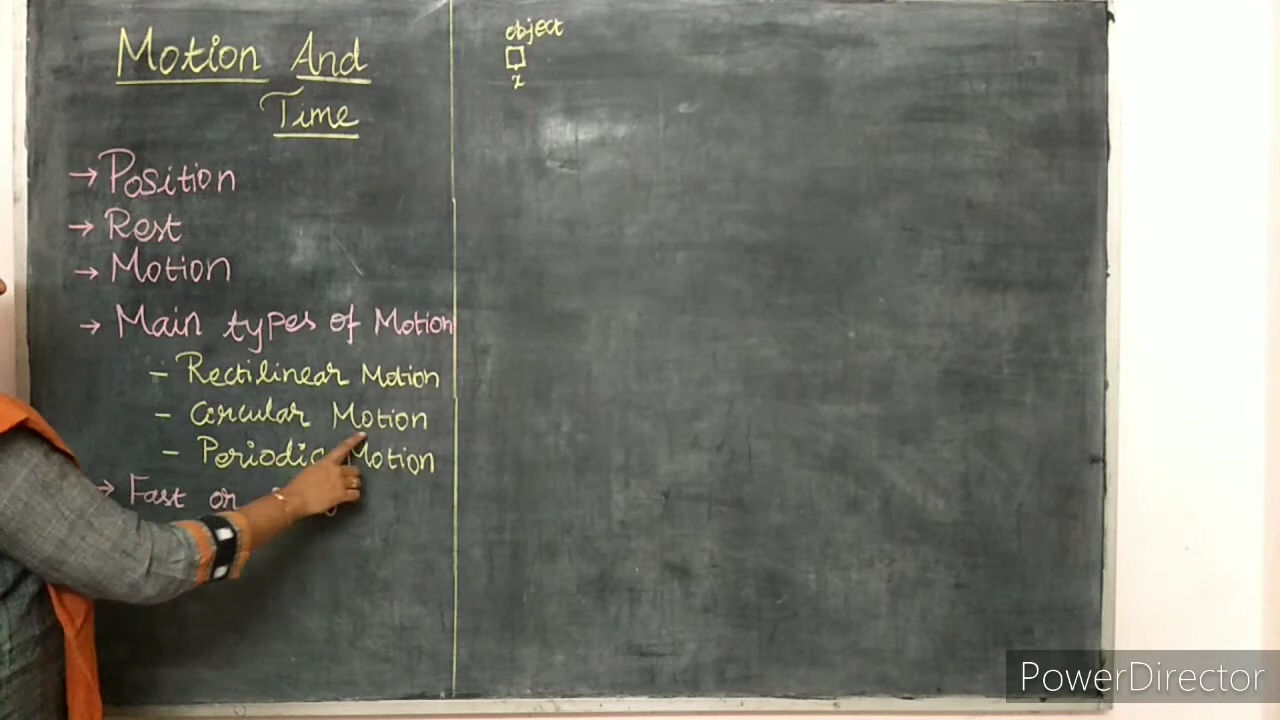 Motion And
Time
→ Position
→ Rest
→ Motion
→ Main types of Motion
- Rectilinear Motion
- Circular Motion
- Periodic Motion
→ Fast or
object
x
PowerDirector